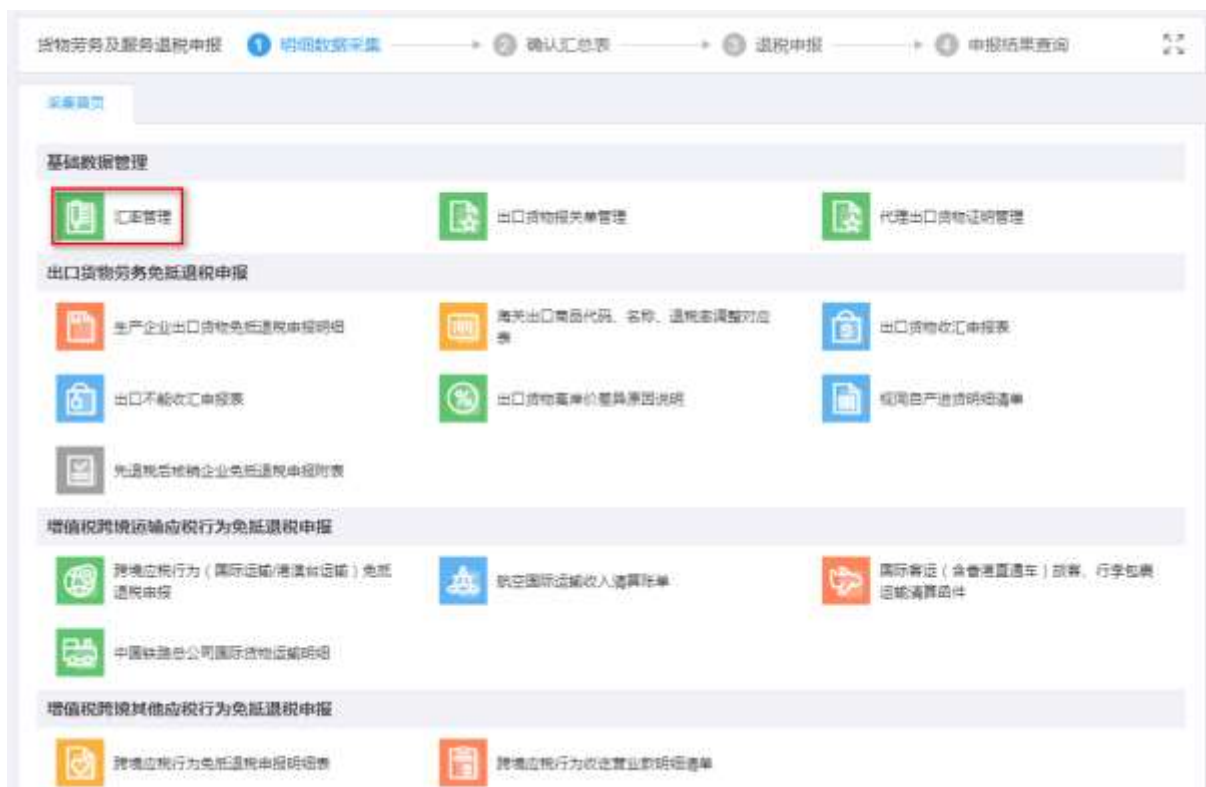 货物劳务及服务退税申报 1 明细数据采集 2 确认汇总表 3 退税申报 4 申报结果查询
采集首页
基础数据管理
汇率管理 出口货物报关单管理 代理出口货物证明管理
出口货物劳务免抵退税申报
生产企业出口货物免抵退税申报明细 海关出口商品代码、名称、退税率调整对应
表 出口货物收汇申报表
出口不能收汇申报表 出口货物离岸价差异原因说明 视同自产进货明细清单
先退税后核销企业免抵退税申报附表
增值税跨境运输应税行为免抵退税申报
跨境应税行为（国际运输/港澳台运输）免抵
退税申报 航空国际运输收入清算账单 国际客运（含香港直通车）旅客、行李包裹
运输清算函件
中国铁路总公司国际货物运输明细
增值税跨境其他应税行为免抵退税申报
跨境应税行为免抵退税申报明细表 跨境应税行为收讫营业款明细清单